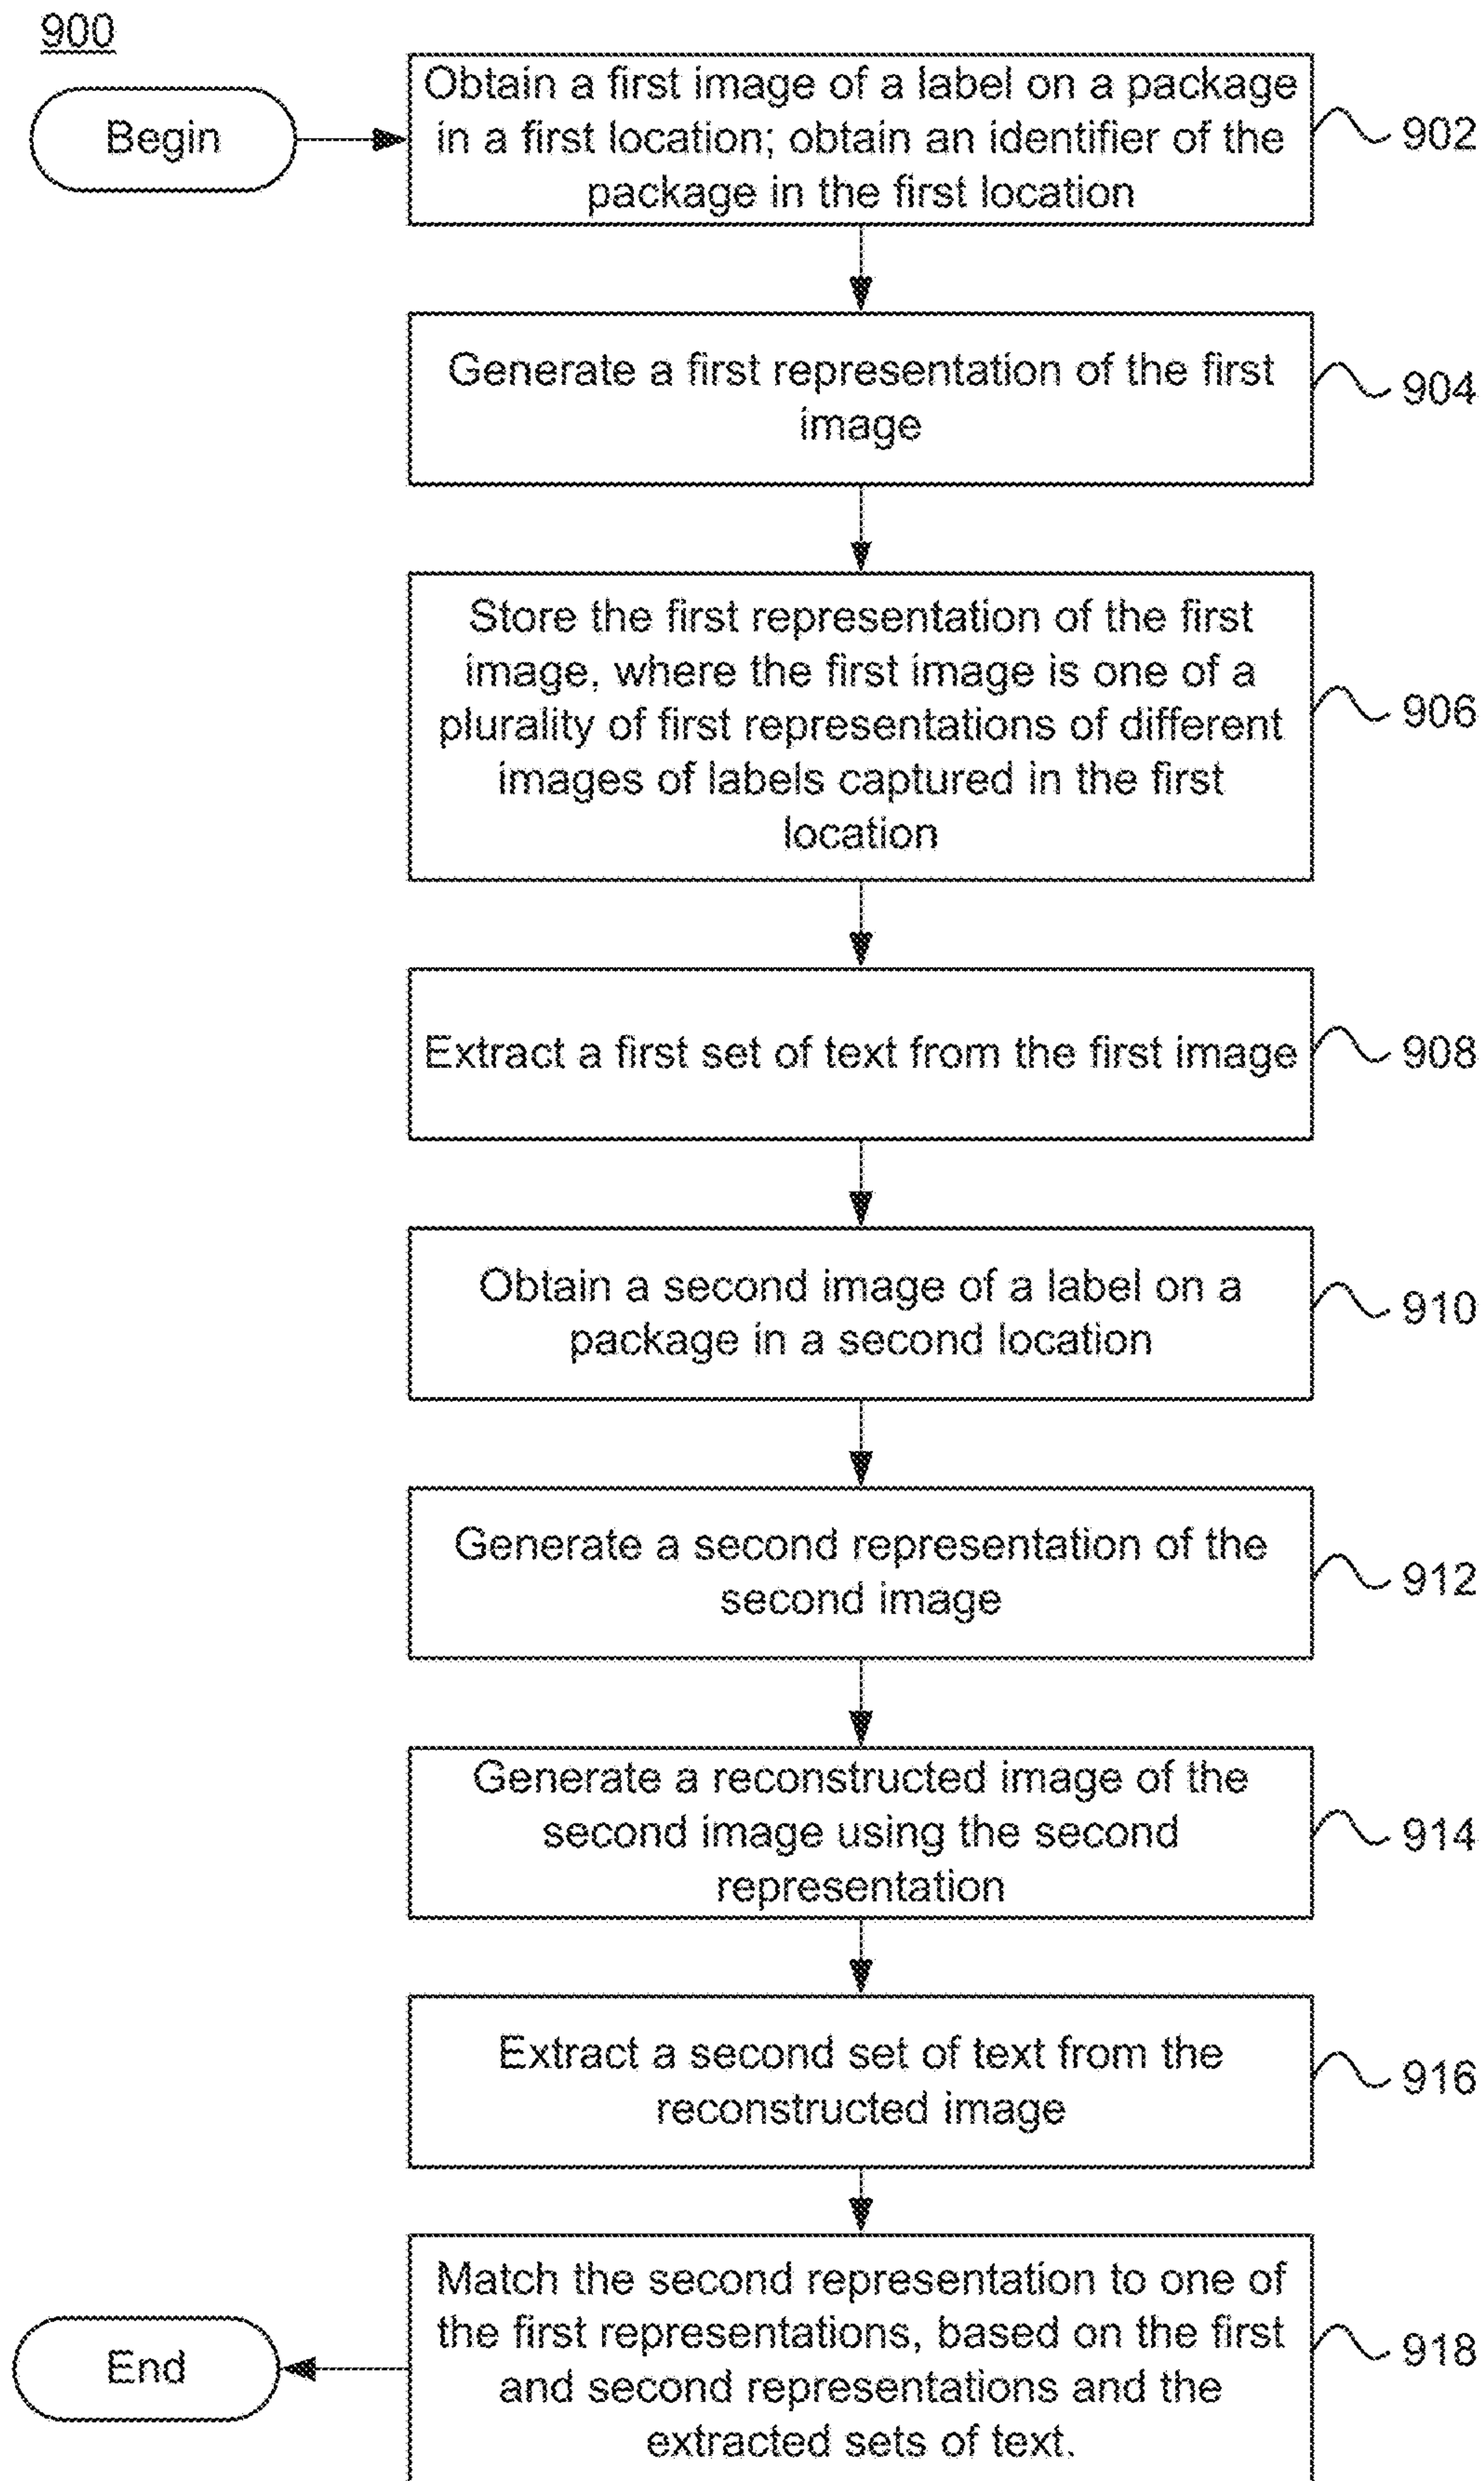 900
Begin
Obtain a first image of a label on a package
in a first location; obtain an identifier of the
package in the first location
902
Generate a first representation of the first
image
904
Store the first representation of the first
image, where the first image is one of a
plurality of first representations of different
images of labels captured in the first
location
906
Extract a first set of text from the first image
908
Obtain a second image of a label on a
package in a second location
910
Generate a second representation of the
second image
912
Generate a reconstructed image of the
second image using the second
representation
914
Extract a second set of text from the
reconstructed image
916
Match the second representation to one of
the first representations, based on the first
and second representations and the
extracted sets of text.
918
End